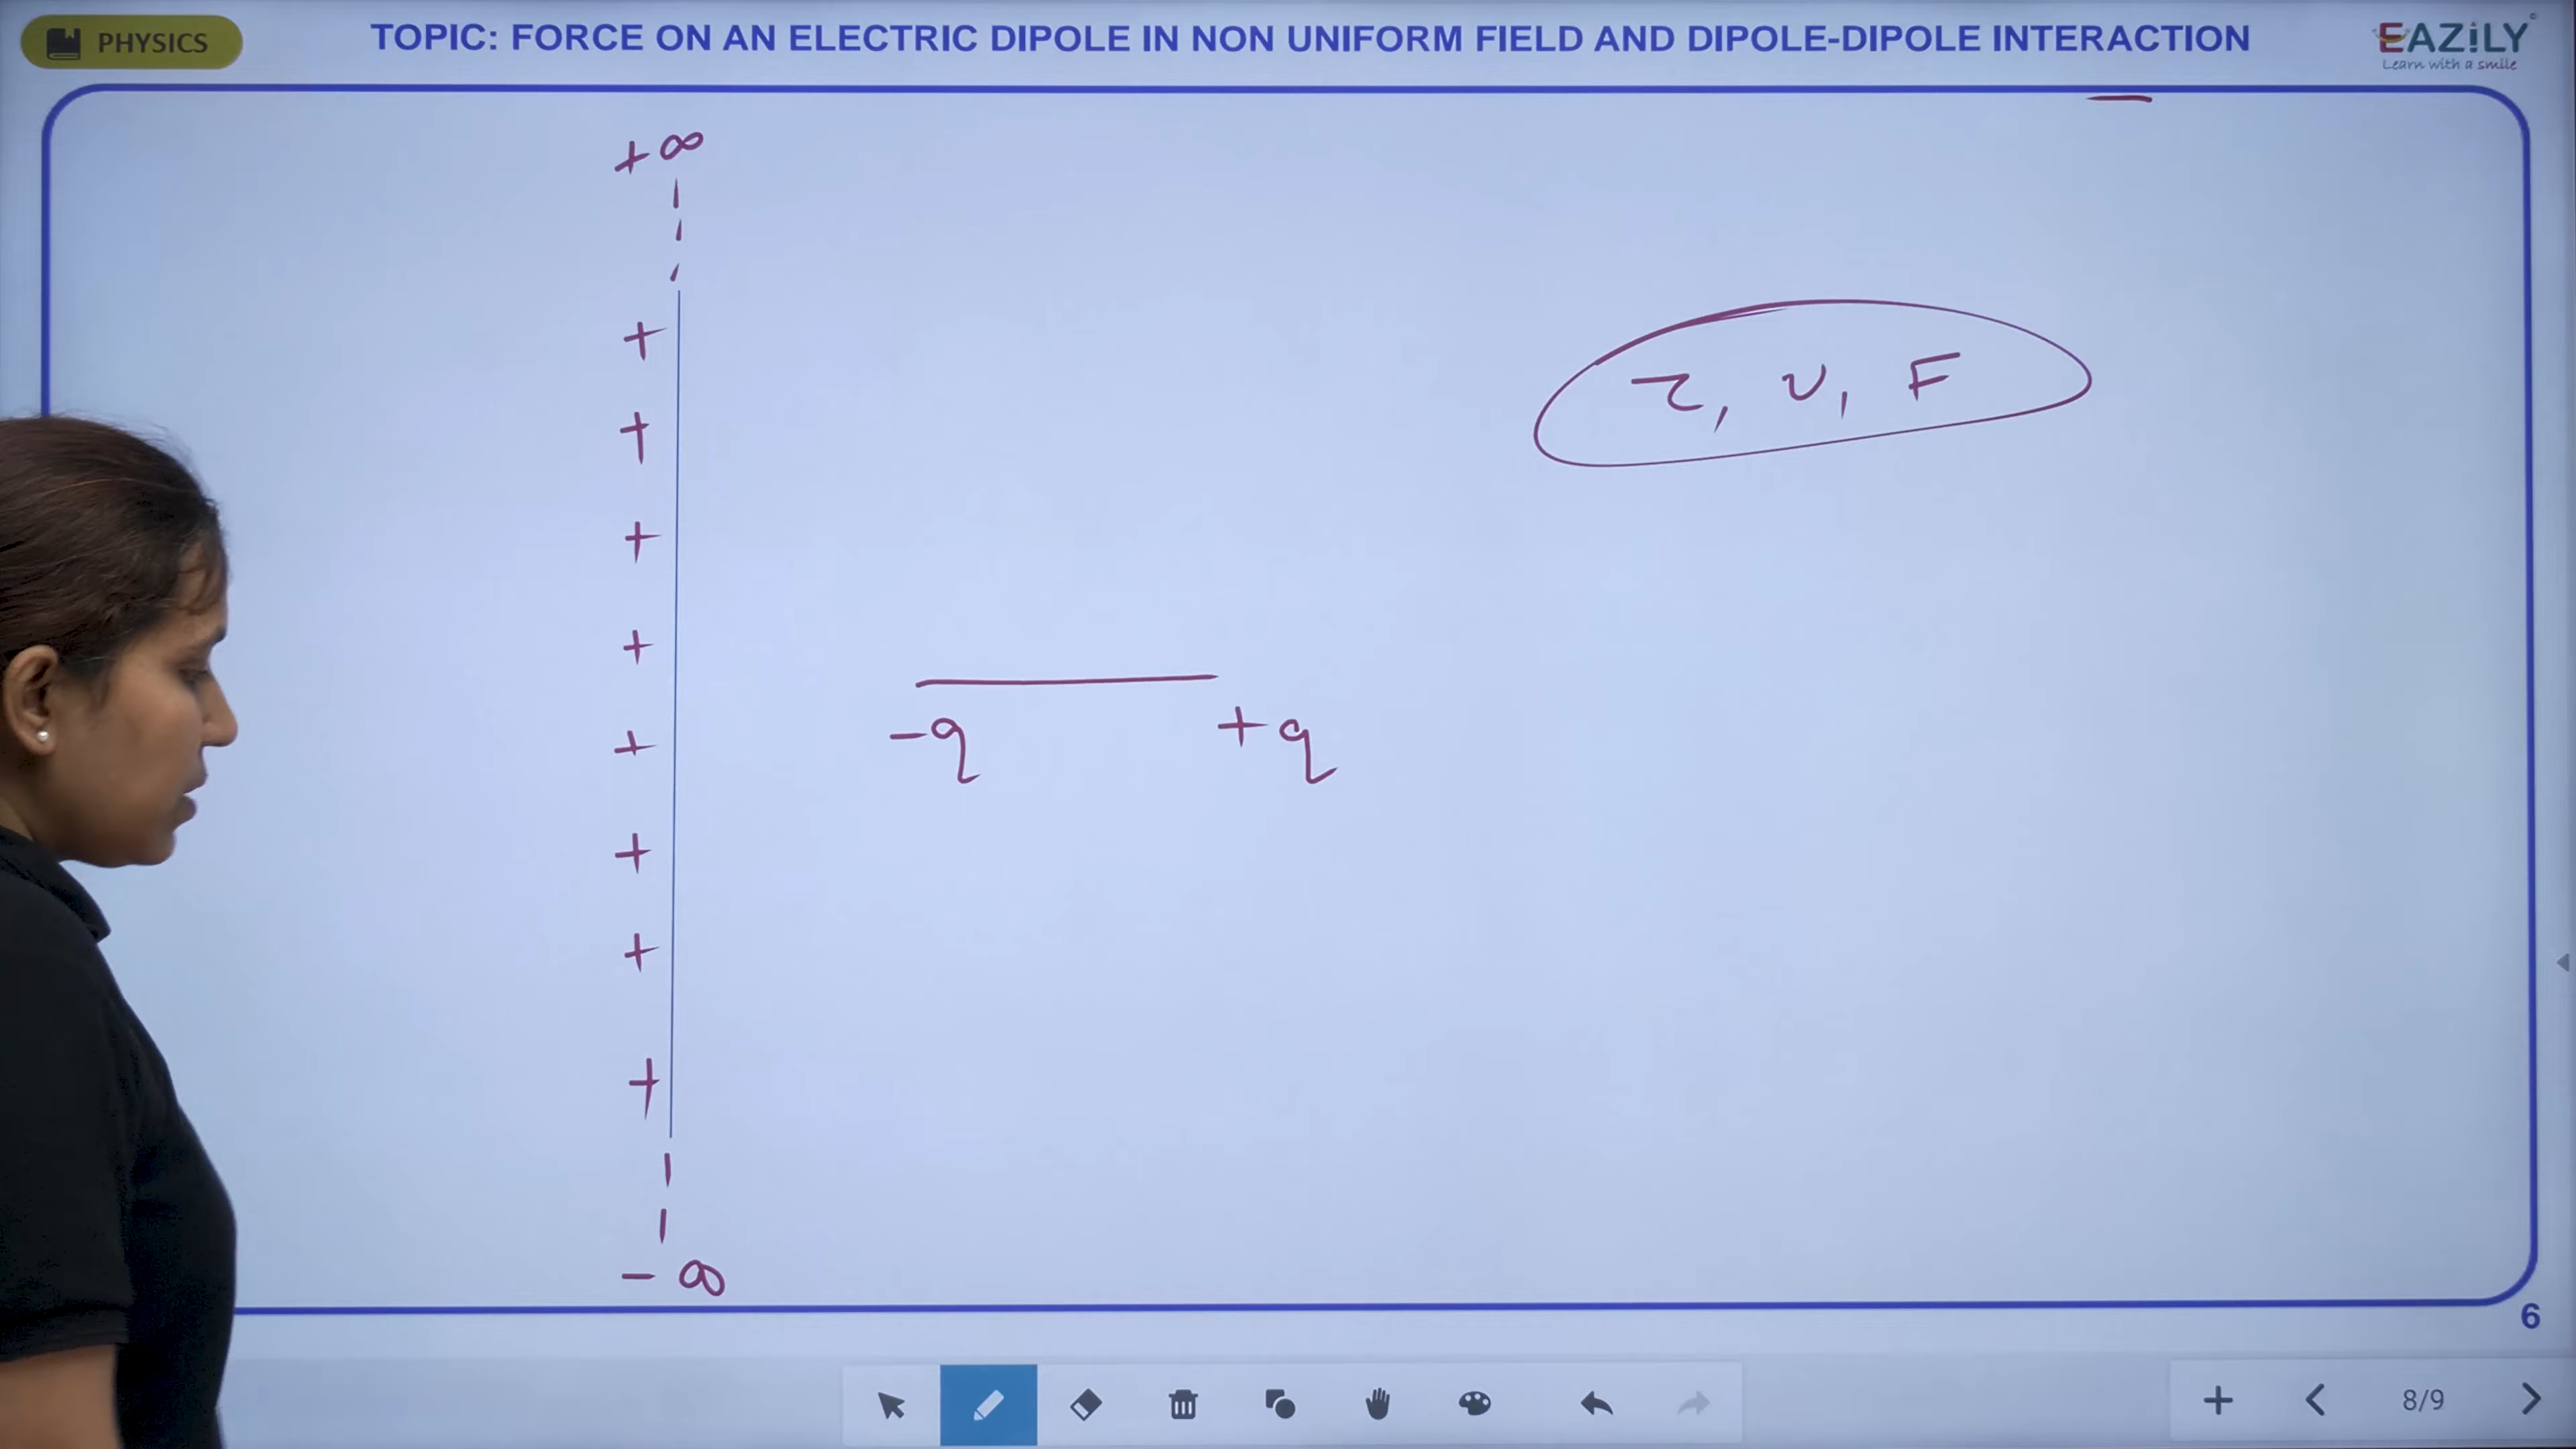 PHYSICS
TOPIC: FORCE ON AN ELECTRIC DIPOLE IN NON UNIFORM FIELD AND DIPOLE-DIPOLE INTERACTION
EAZiLY
Learn with a smile
+∞
+
+
+
+
+
+
+
+
- ∞
τ, U, F
-q +q
6
8/9